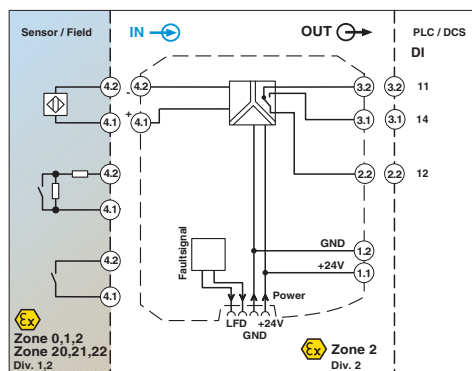 Sensor / Field
IN
OUT
PLC / DCS
DI
4.2
-
4.2
3.2
3.2
11
4.1
+
4.1
3.1
3.1
14
4.2
2.2
2.2
12
4.1
Faultsignal
GND
1.2
4.2
+24V
1.1
4.1
Power
LFD
+24V
GND
Ex
Zone 0,1,2
Zone 20,21,22
Div. 1,2
Ex
Zone 2
Div. 2